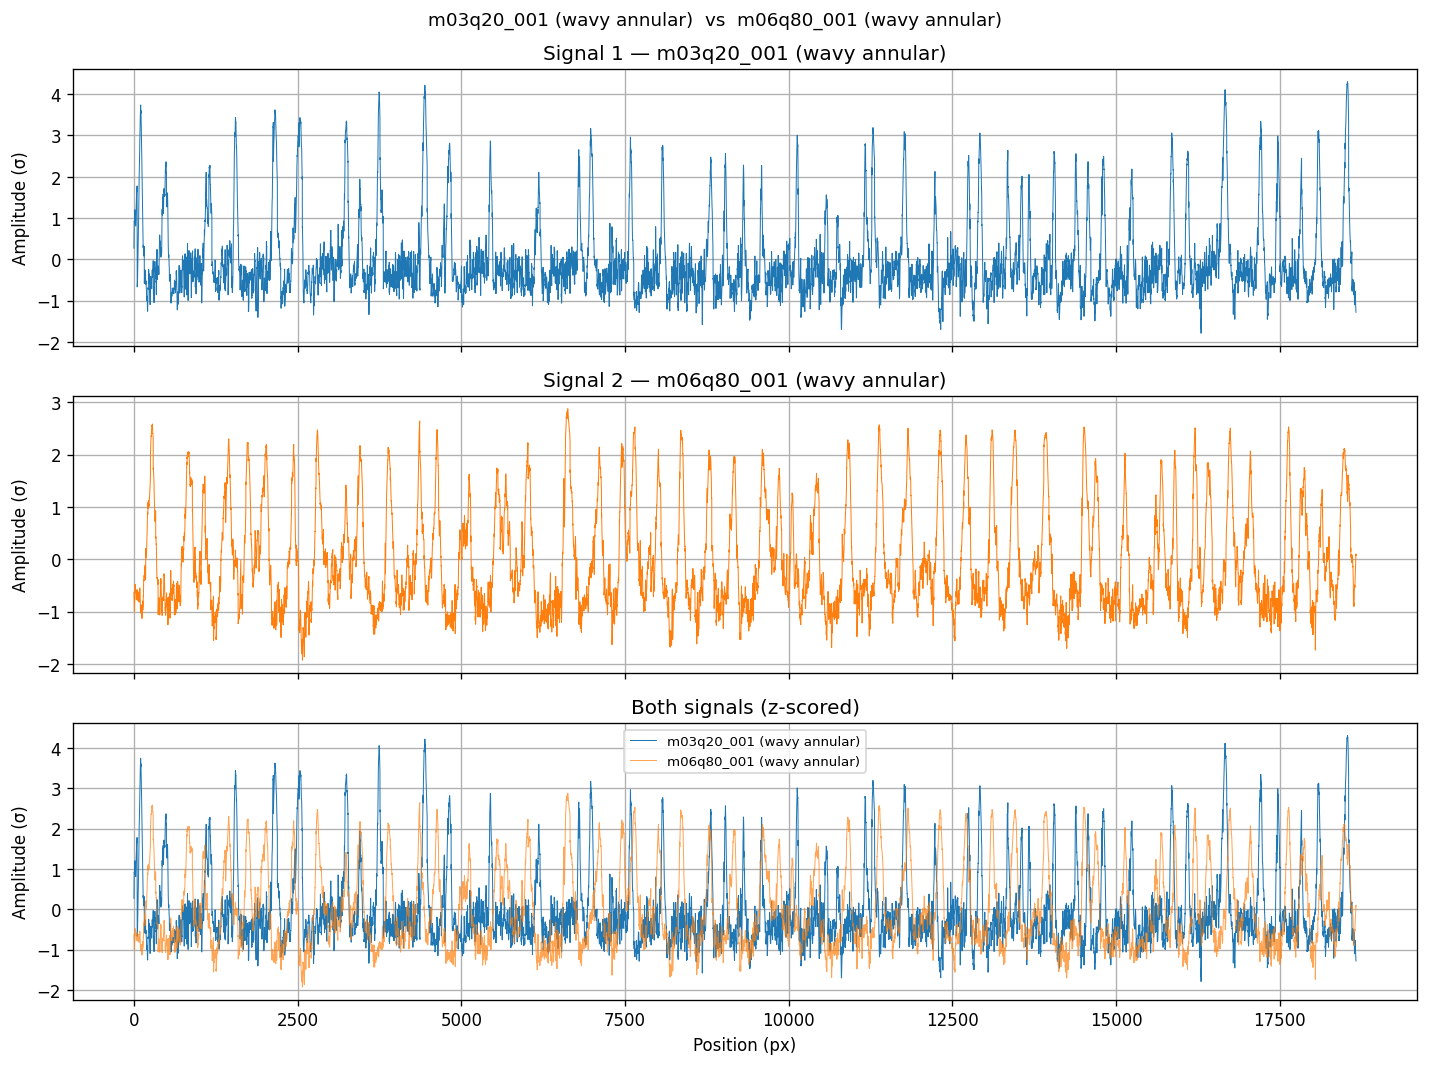 m03q20_001 (wavy annular)  vs  m06q80_001 (wavy annular)
Signal 1 — m03q20_001 (wavy annular)
Amplitude (σ)
4
3
2
1
0
−1
−2
Signal 2 — m06q80_001 (wavy annular)
Amplitude (σ)
3
2
1
0
−1
−2
Both signals (z-scored)
m03q20_001 (wavy annular)
m06q80_001 (wavy annular)
Amplitude (σ)
4
3
2
1
0
−1
−2
0 2500 5000 7500 10000 12500 15000 17500
Position (px)